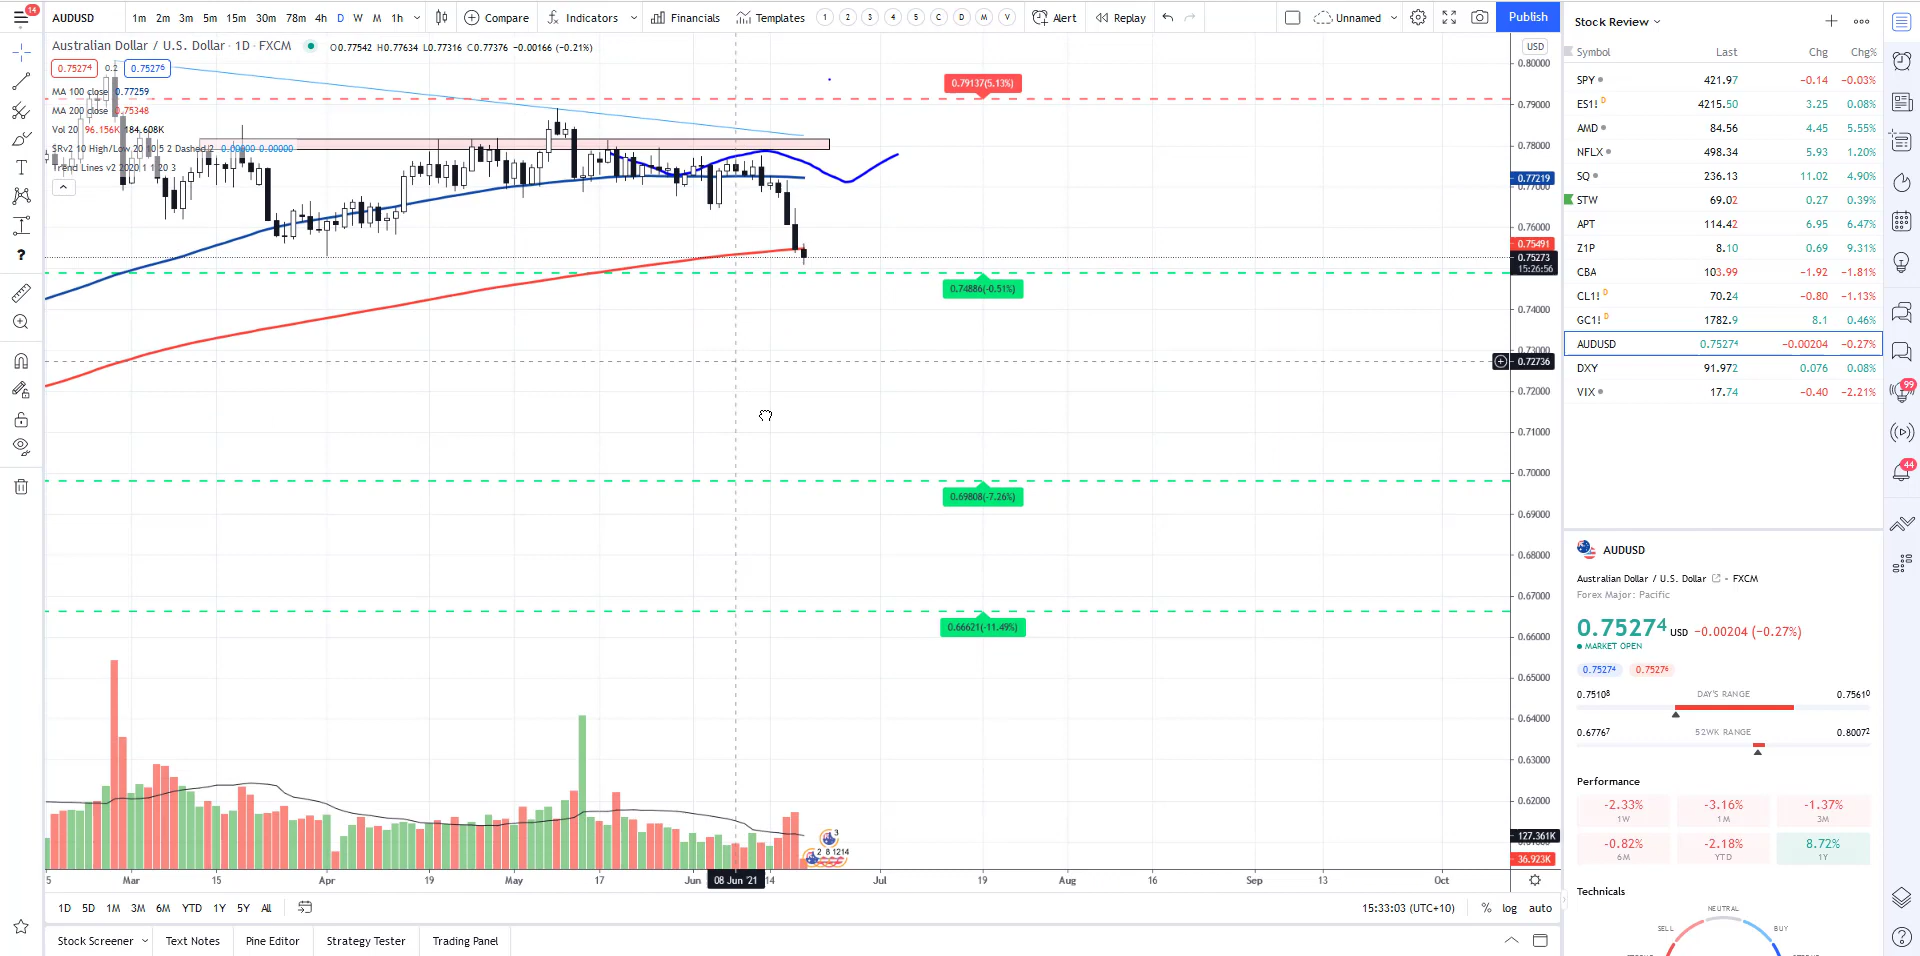 14 AUDUSD 1m 2m 3m 5m 15m 30m 78m 4h D W M 1h Compare Indicators Financials Templates 1 2 3 4 5 C D M V Alert Replay Unnamed Publish
Australian Dollar / U.S. Dollar · 1D · FXCM O0.77542 H0.77634 L0.77316 C0.77376 -0.00166 (-0.21%)
0.75274 0.2 0.75276
MA 100 close 0.77259
MA 200 close 0.75348
Vol 20 96.156K 184.608K
SRv2 10 High/Low 20 10 5 2 Dashed 2 0.00000 0.00000
Trend Lines v2 2020 1 1 20 3
0.79137(5.13%)
0.74886(-0.51%)
0.69808(-7.26%)
0.66621(-11.49%)
USD
0.80000
0.79000
0.78000
0.77219
0.77000
0.76000
0.75491
0.75273
15:26:56
0.74000
0.73000
0.72736
0.72000
0.71000
0.70000
0.69000
0.68000
0.67000
0.66000
0.65000
0.64000
0.63000
0.62000
127.361K
36.923K
3
2 8 1214
5 Mar 15 Apr 19 May 17 Jun 08 Jun '21 14 Jul 19 Aug 16 Sep 13 Oct
1D 5D 1M 3M 6M YTD 1Y 5Y All 15:33:03 (UTC+10) % log auto
Stock Screener Text Notes Pine Editor Strategy Tester Trading Panel
Stock Review
Symbol Last Chg Chg%
SPY 421.97 -0.14 -0.03%
ES1! D 4215.50 3.25 0.08%
AMD 84.56 4.45 5.55%
NFLX 498.34 5.93 1.20%
SQ 236.13 11.02 4.90%
STW 69.02 0.27 0.39%
APT 114.42 6.95 6.47%
Z1P 8.10 0.69 9.31%
CBA 103.99 -1.92 -1.81%
CL1! D 70.24 -0.80 -1.13%
GC1! D 1782.9 8.1 0.46%
AUDUSD 0.75274 -0.00204 -0.27%
DXY 91.972 0.076 0.08%
VIX 17.74 -0.40 -2.21%
99
44
AUDUSD
Australian Dollar / U.S. Dollar - FXCM
Forex Major: Pacific
0.75274 USD -0.00204 (-0.27%)
MARKET OPEN
0.75274 0.75276
0.75108 DAY'S RANGE 0.75610
0.67767 52WK RANGE 0.80072
Performance
-2.33% -3.16% -1.37%
1W 1M 3M
-0.82% -2.18% 8.72%
6M YTD 1Y
Technicals
NEUTRAL
SELL BUY